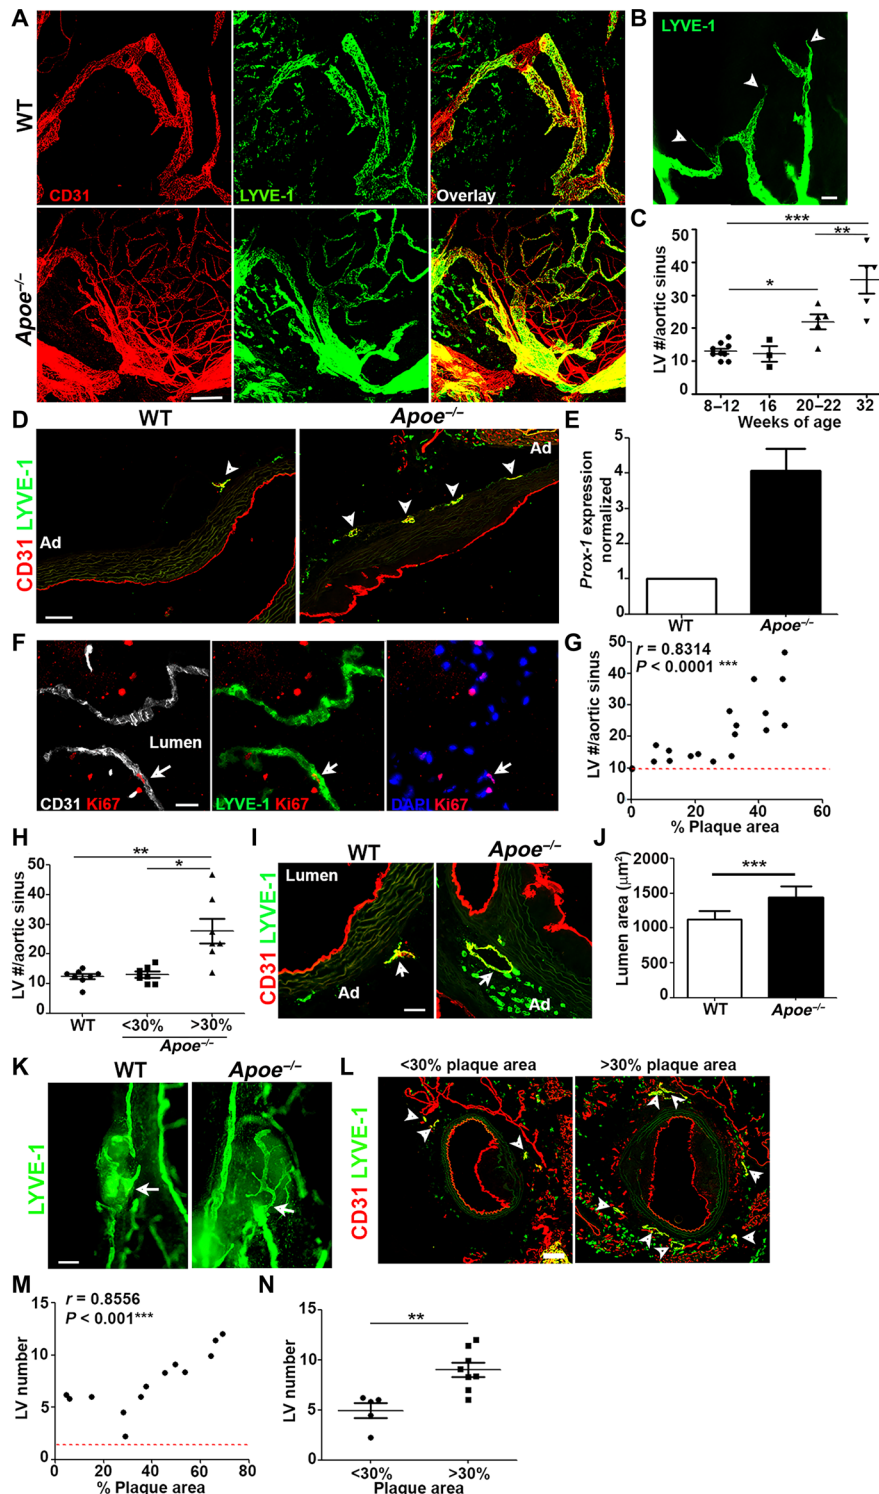 A
WT
CD31
LYVE-1
Overlay
Apoe–/–
B
LYVE-1
C
***
**
*
50
40
30
20
10
0
LV #/aortic sinus
8–12 16 20–22 32
Weeks of age
D
WT
Apoe–/–
CD31 LYVE-1
Ad
Ad
E
5
4
3
2
1
0
Prox-1 expression
normalized
WT Apoe–/–
F
Lumen
CD31 Ki67
LYVE-1 Ki67
DAPI Ki67
G
r = 0.8314
P < 0.0001 ***
50
40
30
20
10
0
LV #/aortic sinus
0 20 40 60
% Plaque area
H
**
*
50
40
30
20
10
0
LV #/aortic sinus
WT <30% >30%
Apoe–/–
I
WT
Apoe–/–
CD31 LYVE-1
Lumen
Ad
Ad
J
***
2000
1500
1000
500
0
Lumen area (μm2)
WT Apoe–/–
K
WT
Apoe–/–
LYVE-1
L
<30% plaque area
>30% plaque area
CD31 LYVE-1
M
r = 0.8556
P < 0.001***
15
10
5
0
LV number
0 20 40 60 80
% Plaque area
N
**
15
10
5
0
LV number
<30% >30%
Plaque area